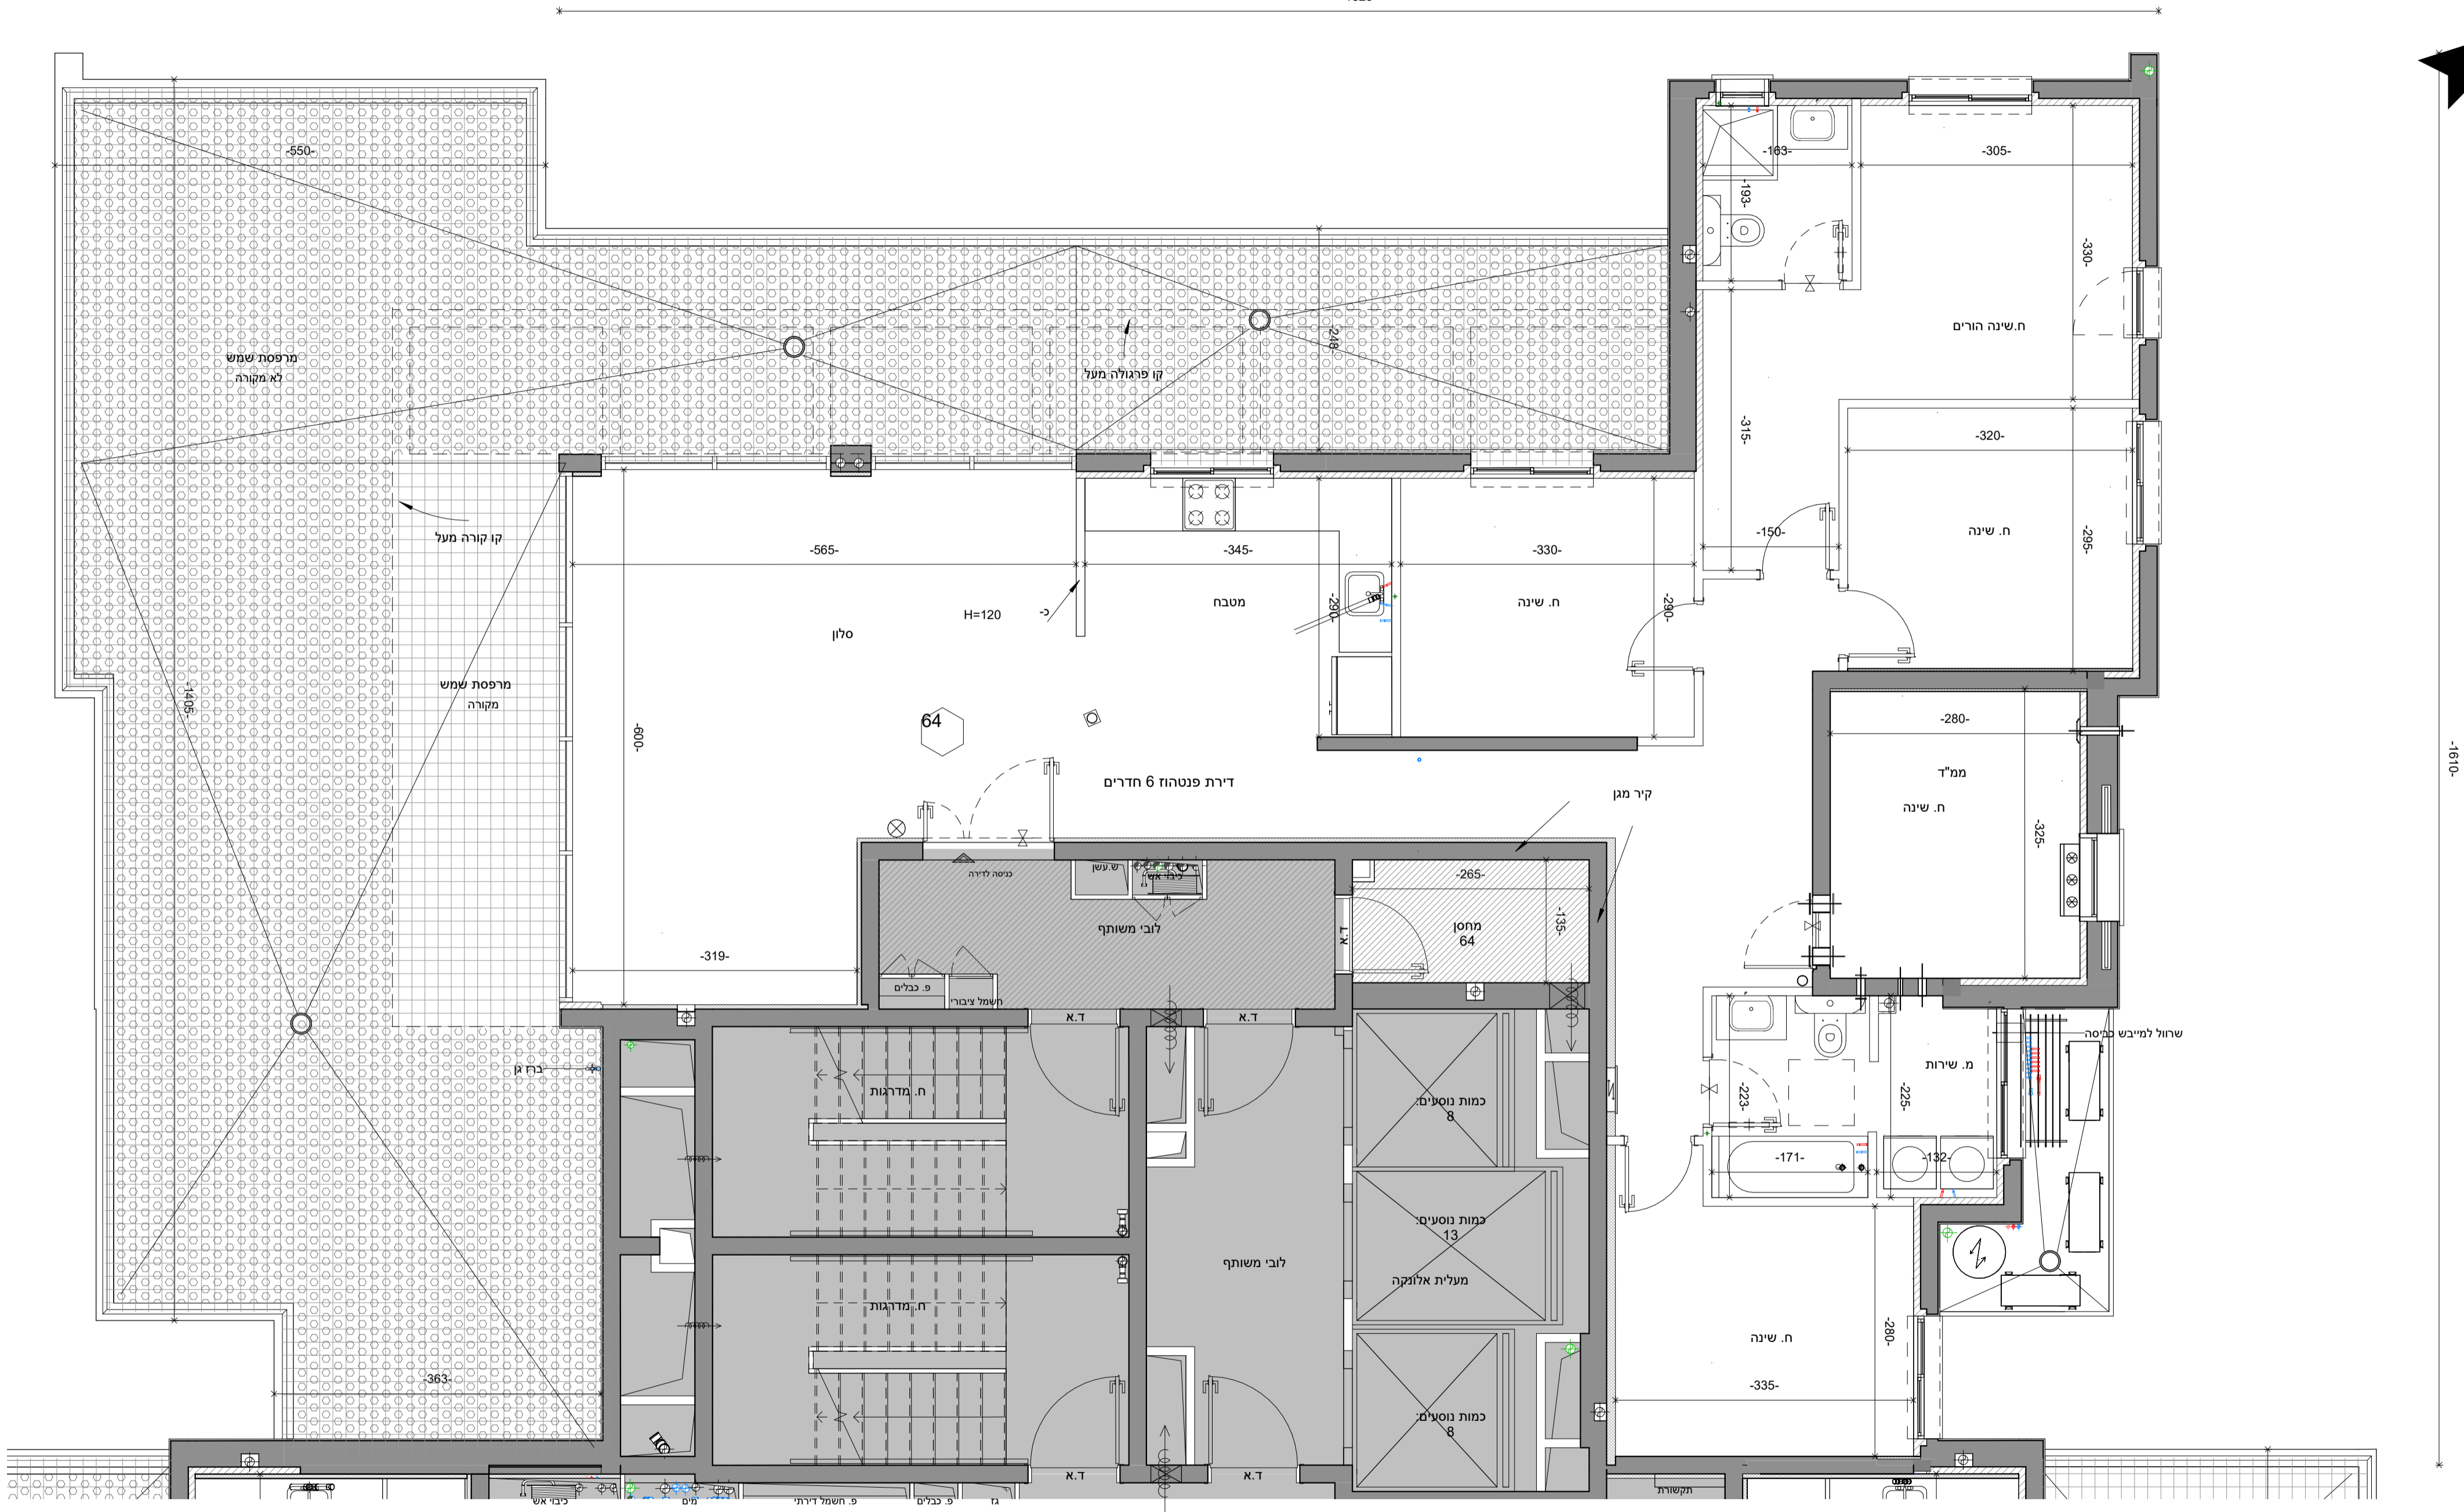 -550-
-163-
-305-
-193-
-330-
ח.שינה הורים
מרפסת שמש
לא מקורה
-248-
קו פרגולה מעל
-315-
-320-
קו קורה מעל
-565-
-345-
-330-
-150-
ח. שינה
-295-
H=120
כ-
מטבח
-290-
ח. שינה
-290-
סלון
מרפסת שמש
מקורה
-1405-
64
-600-
-280-
-1610-
ממ"ד
ח. שינה
דירת פנטהוז 6 חדרים
קיר מגן
-325-
כניסה לדירה
ש.עשן
כיבוי אש
-265-
-135-
לובי משותף
ד.א
מחסן
64
-319-
פ. כבלים
חשמל ציבורי
ד.א
ד.א
שרוול למייבש כביסה
ברז גן
ח. מדרגות
כמות נוסעים:
8
-223-
-225-
מ. שירות
-171-
-132-
כמות נוסעים:
13
לובי משותף
מעלית אלונקה
ח. מדרגות
ח. שינה
-280-
-363-
-335-
כמות נוסעים:
8
ד.א
ד.א
כיבוי אש
מים
פ. חשמל דירתי
פ. כבלים
גז
תקשורת